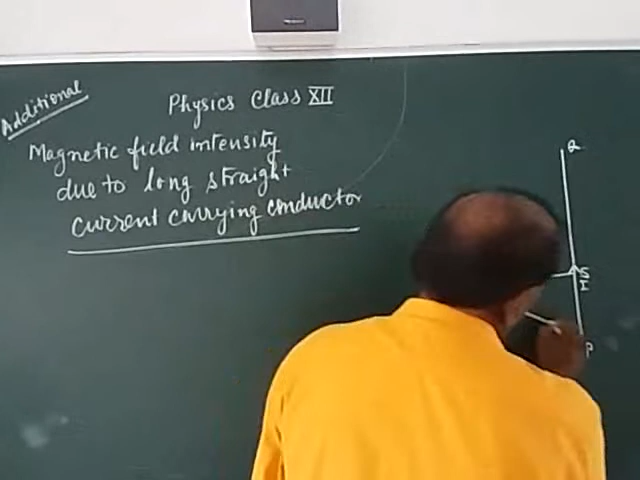 Additional
Physics Class XII
Magnetic field intensity
due to long straight
current carrying conductor
Q
S
I
P